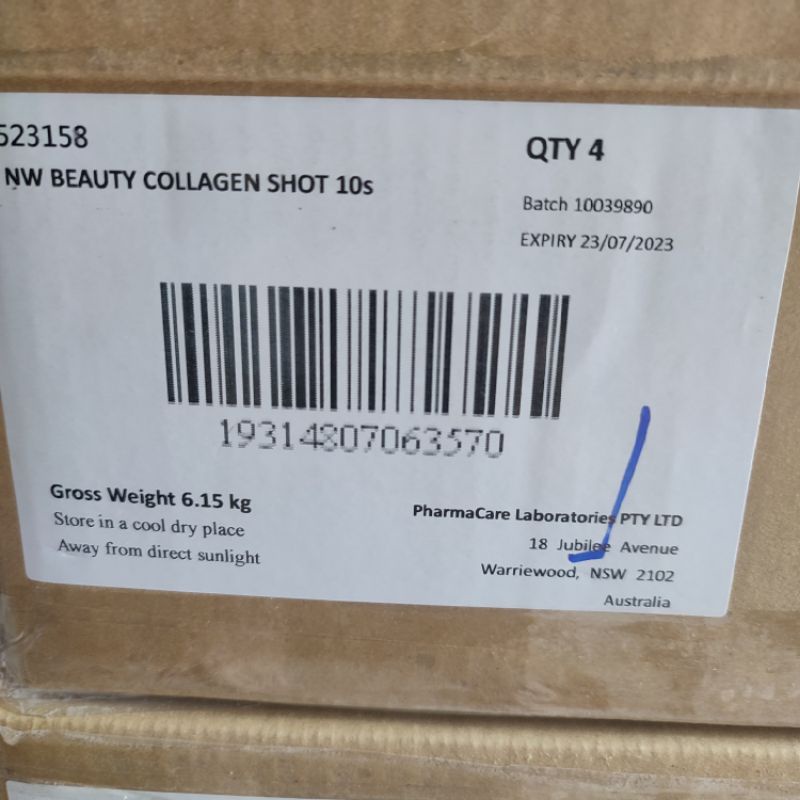 523158
NW BEAUTY COLLAGEN SHOT 10s
QTY 4
Batch 10039890
EXPIRY 23/07/2023
19314807063570
Gross Weight 6.15 kg
Store in a cool dry place
Away from direct sunlight
PharmaCare Laboratories PTY LTD
18 Jubilee Avenue
Warriewood, NSW 2102
Australia